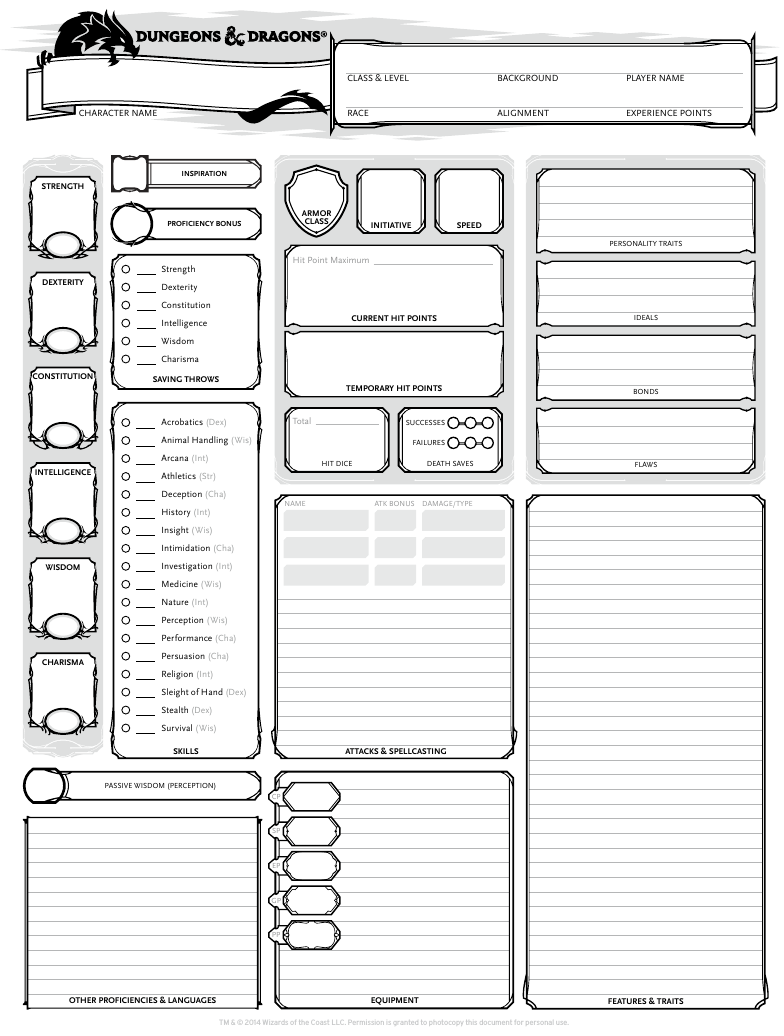 DUNGEONS & DRAGONS®
CLASS & LEVEL BACKGROUND PLAYER NAME
CHARACTER NAME
RACE ALIGNMENT EXPERIENCE POINTS
STRENGTH
DEXTERITY
CONSTITUTION
INTELLIGENCE
WISDOM
CHARISMA
INSPIRATION
PROFICIENCY BONUS
Strength
Dexterity
Constitution
Intelligence
Wisdom
Charisma
SAVING THROWS
Acrobatics (Dex)
Animal Handling (Wis)
Arcana (Int)
Athletics (Str)
Deception (Cha)
History (Int)
Insight (Wis)
Intimidation (Cha)
Investigation (Int)
Medicine (Wis)
Nature (Int)
Perception (Wis)
Performance (Cha)
Persuasion (Cha)
Religion (Int)
Sleight of Hand (Dex)
Stealth (Dex)
Survival (Wis)
SKILLS
PASSIVE WISDOM (PERCEPTION)
OTHER PROFICIENCIES & LANGUAGES
ARMOR
CLASS
INITIATIVE
SPEED
Hit Point Maximum
CURRENT HIT POINTS
TEMPORARY HIT POINTS
Total
HIT DICE
SUCCESSES
FAILURES
DEATH SAVES
NAME ATK BONUS DAMAGE/TYPE
ATTACKS & SPELLCASTING
CP
SP
EP
GP
PP
EQUIPMENT
PERSONALITY TRAITS
IDEALS
BONDS
FLAWS
FEATURES & TRAITS
TM & © 2014 Wizards of the Coast LLC. Permission is granted to photocopy this document for personal use.